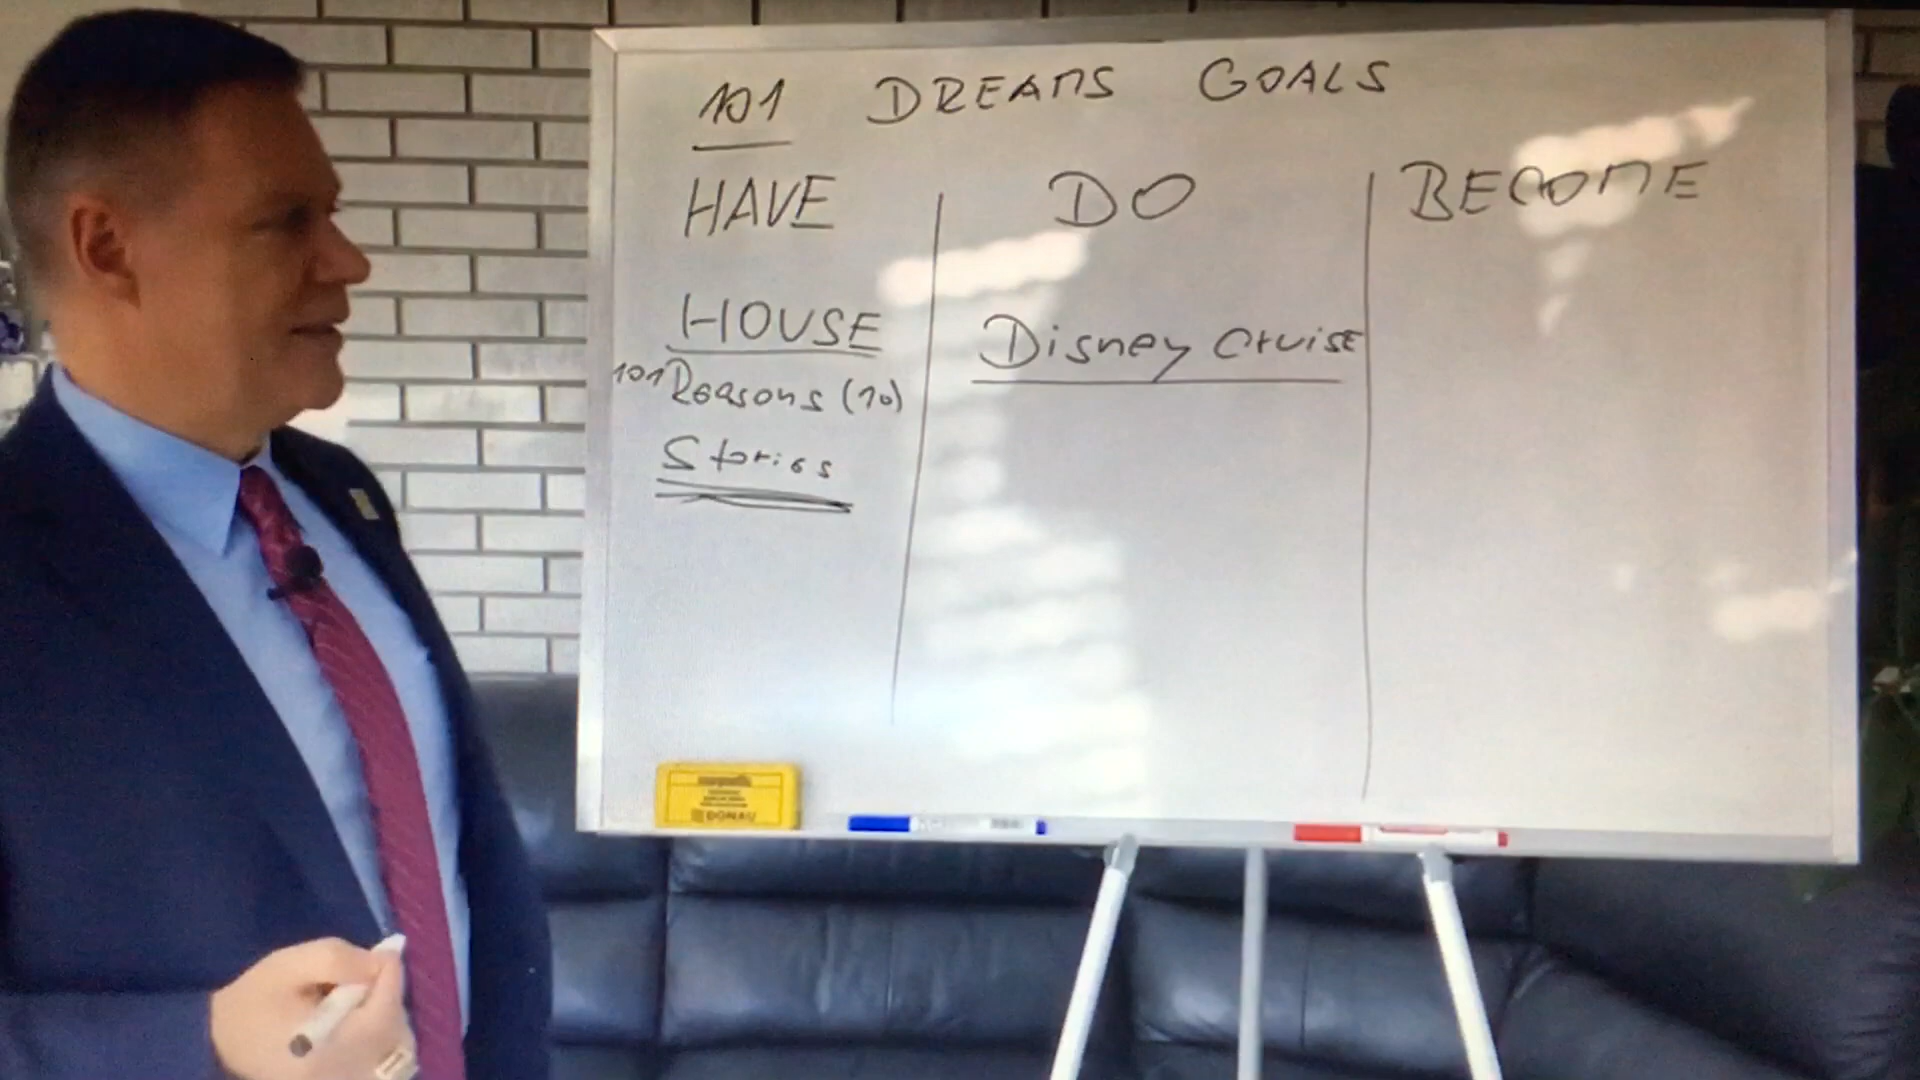 101 DREAMS GOALS
HAVE DO BECOME
HOUSE Disney CruisE
101 Reasons (10)
Stories
DONAU